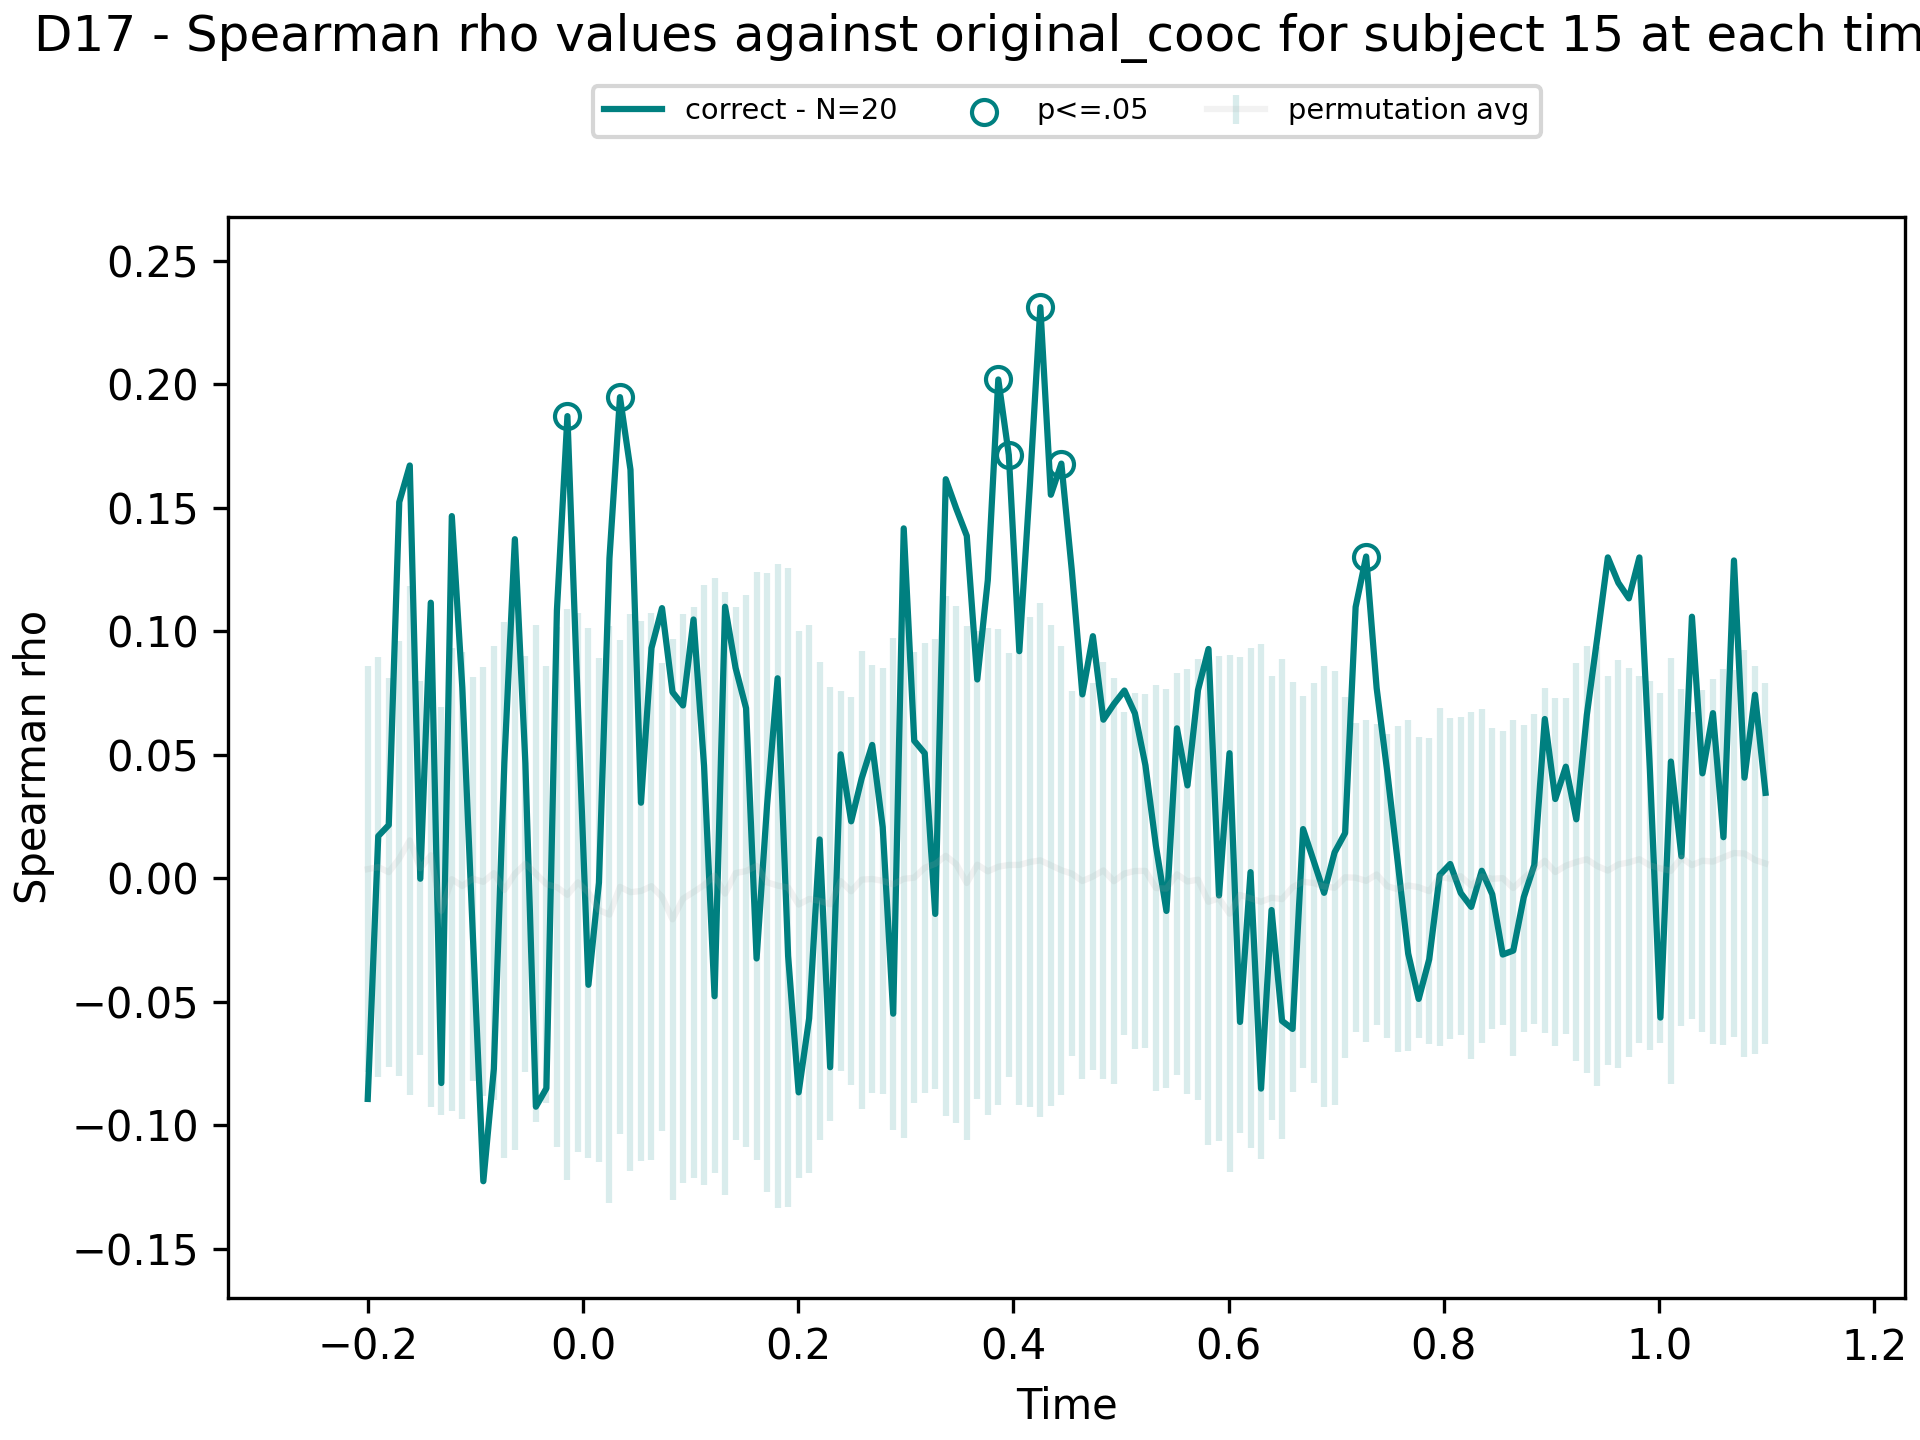 D17 - Spearman rho values against original_cooc for subject 15 at each tim
correct - N=20 p<=.05 permutation avg
0.25
0.20
0.15
0.10
0.05
0.00
−0.05
−0.10
−0.15
Spearman rho
−0.2 0.0 0.2 0.4 0.6 0.8 1.0 1.2
Time